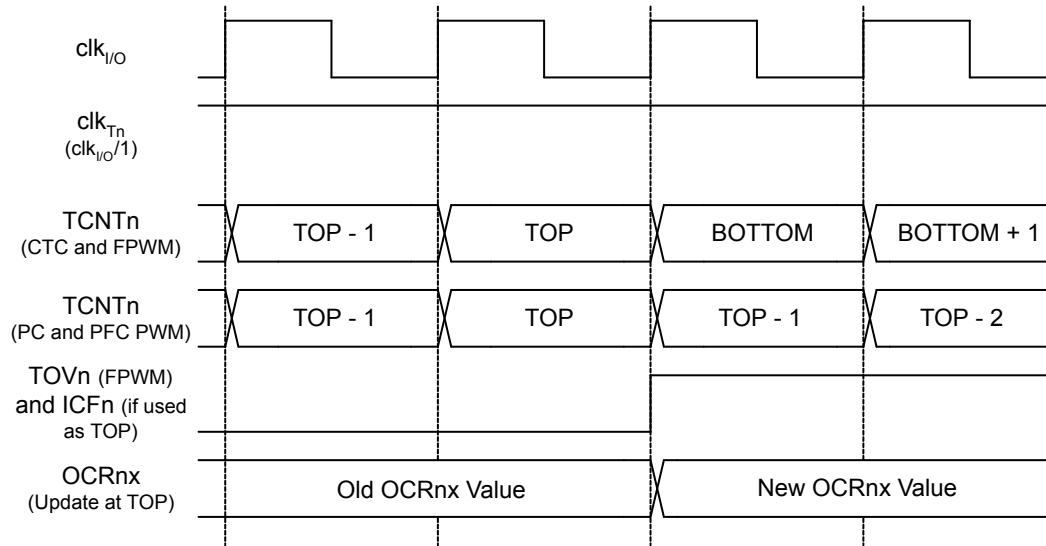 clkI/O
clkTn
(clkI/O/1)
TCNTn
(CTC and FPWM)
TOP - 1 TOP BOTTOM BOTTOM + 1
TCNTn
(PC and PFC PWM)
TOP - 1 TOP TOP - 1 TOP - 2
TOVn (FPWM)
and ICFn (if used
as TOP)
OCRnx
(Update at TOP)
Old OCRnx Value New OCRnx Value